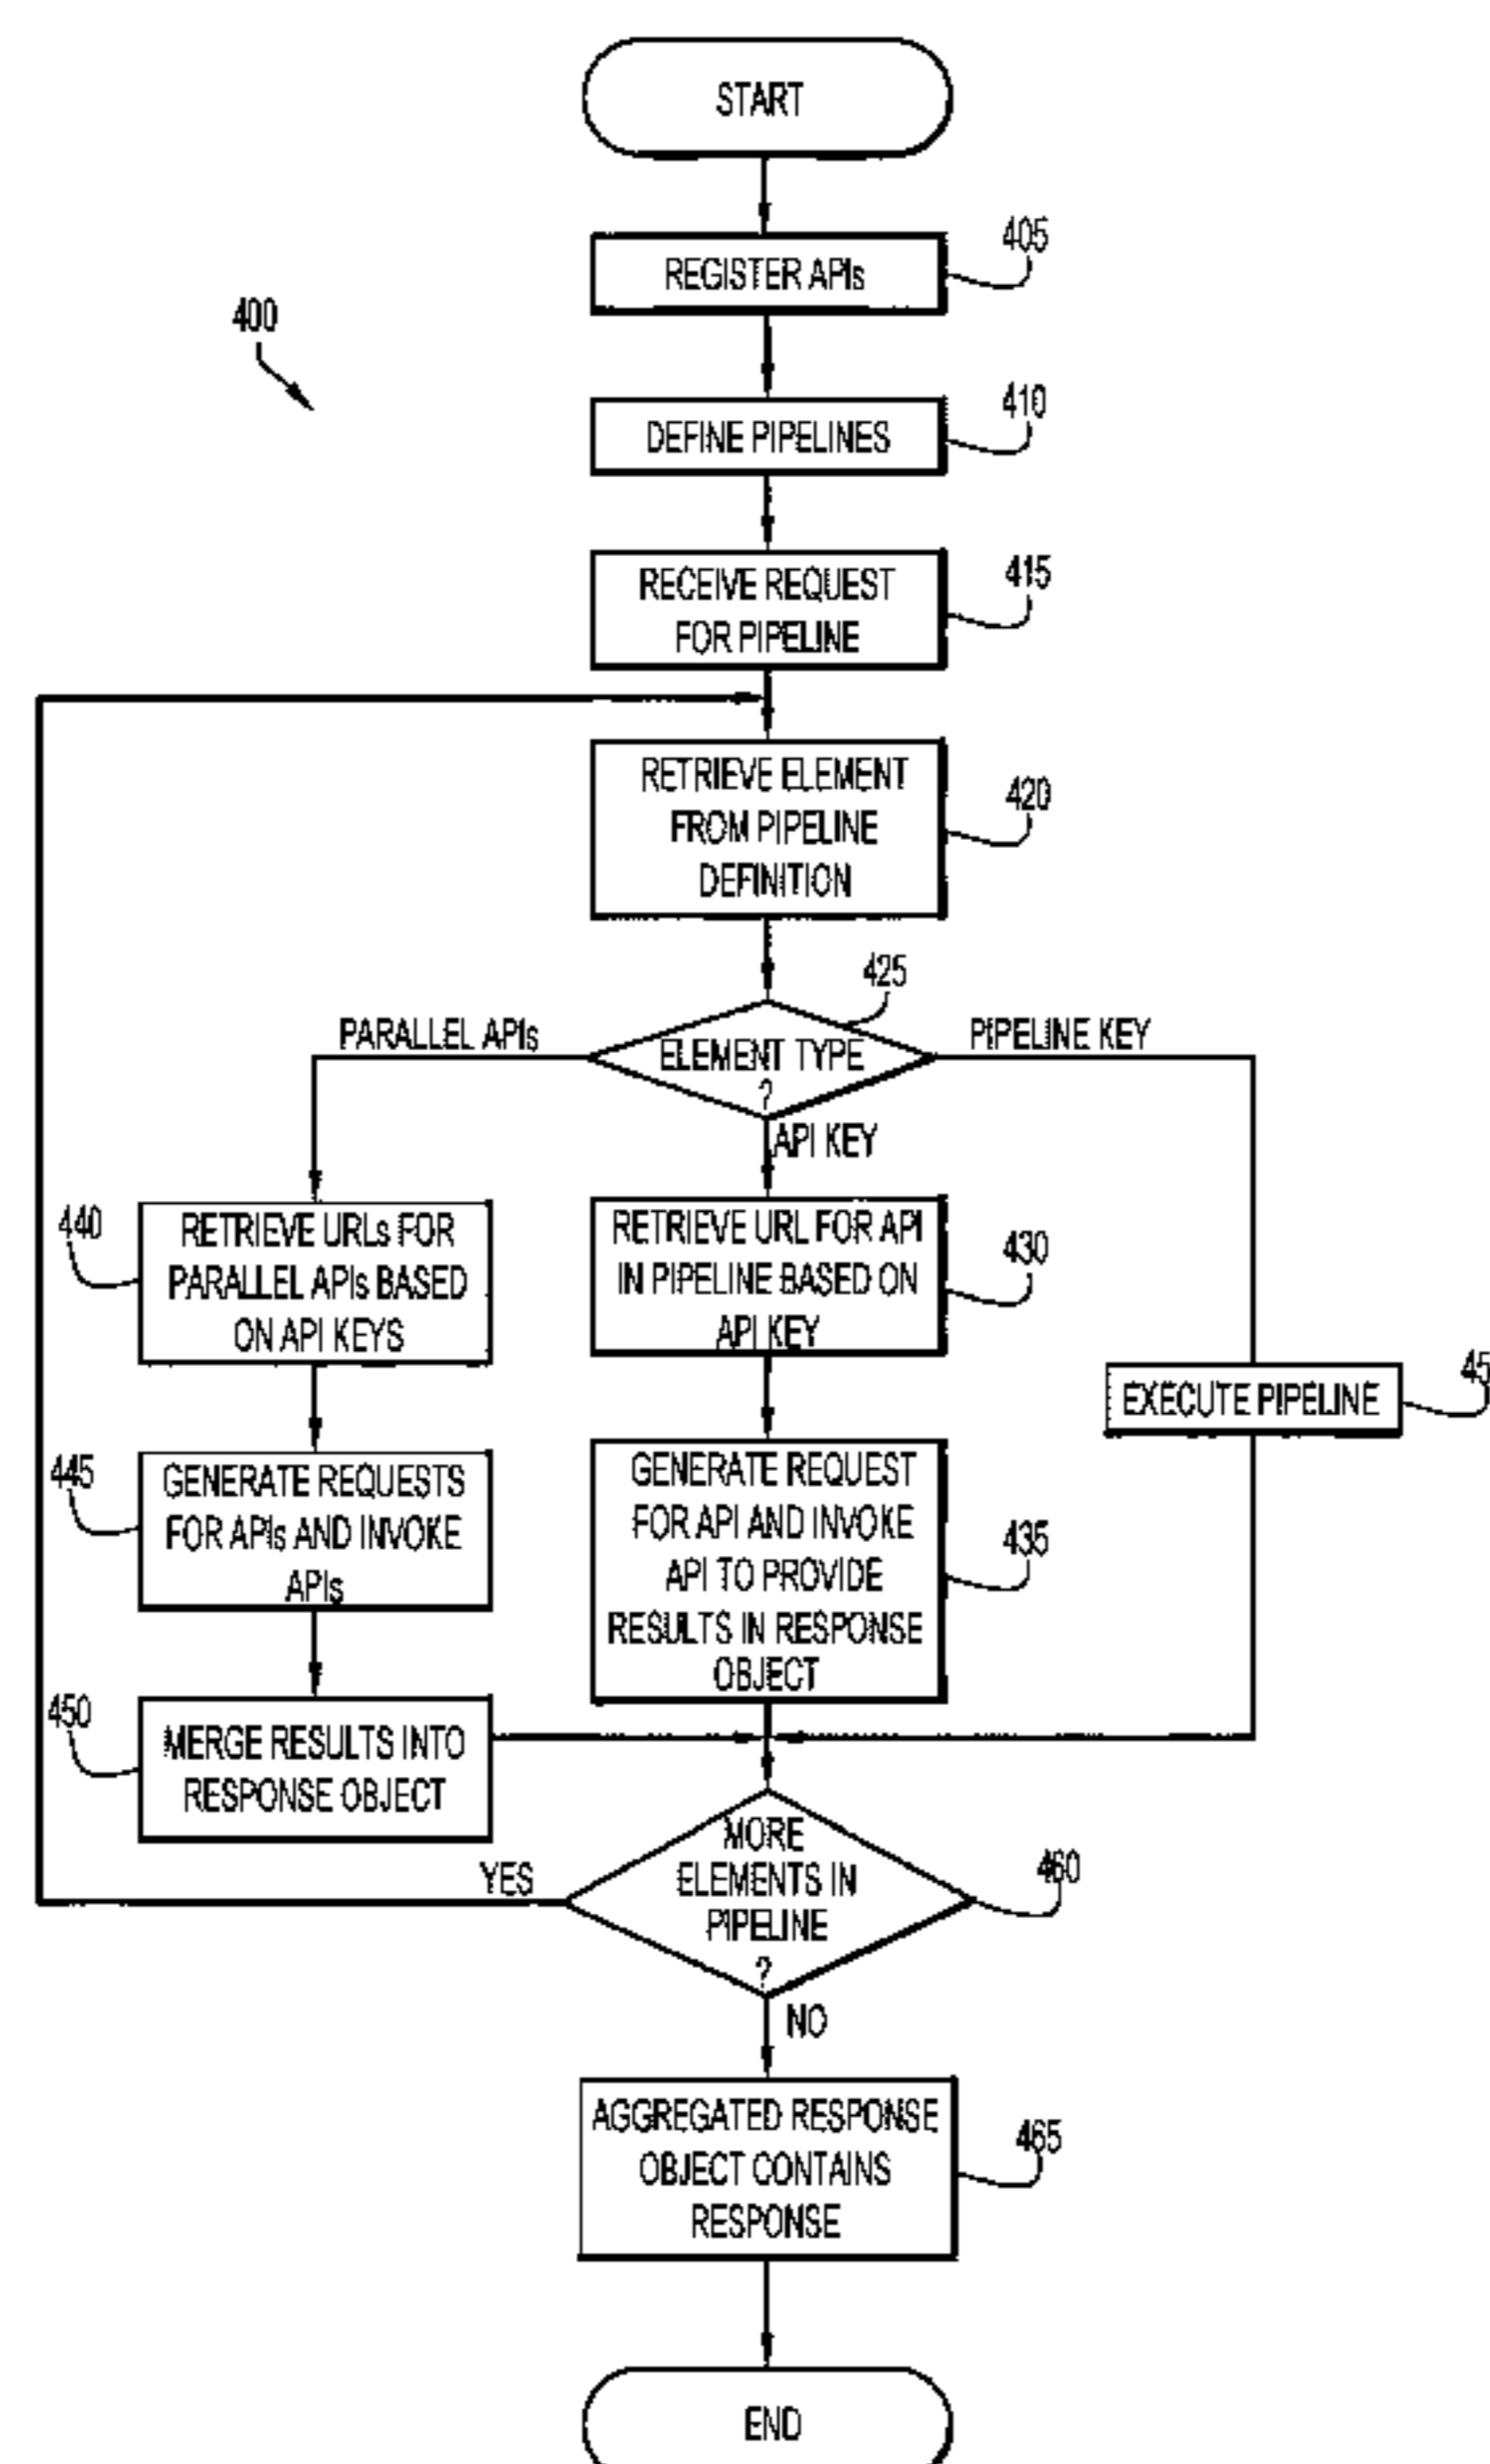 START
REGISTER APIs
405
400
DEFINE PIPELINES
410
RECEIVE REQUEST
FOR PIPELINE
415
RETRIEVE ELEMENT
FROM PIPELINE
DEFINITION
420
425
PARALLEL APIs
ELEMENT TYPE
?
PIPELINE KEY
API KEY
440
RETRIEVE URLs FOR
PARALLEL APIs BASED
ON API KEYS
RETRIEVE URL FOR API
IN PIPELINE BASED ON
API KEY
430
EXECUTE PIPELINE
45
445
GENERATE REQUESTS
FOR APIs AND INVOKE
APIs
GENERATE REQUEST
FOR API AND INVOKE
API TO PROVIDE
RESULTS IN RESPONSE
OBJECT
435
450
MERGE RESULTS INTO
RESPONSE OBJECT
MORE
ELEMENTS IN
PIPELINE
?
460
YES
NO
AGGREGATED RESPONSE
OBJECT CONTAINS
RESPONSE
465
END